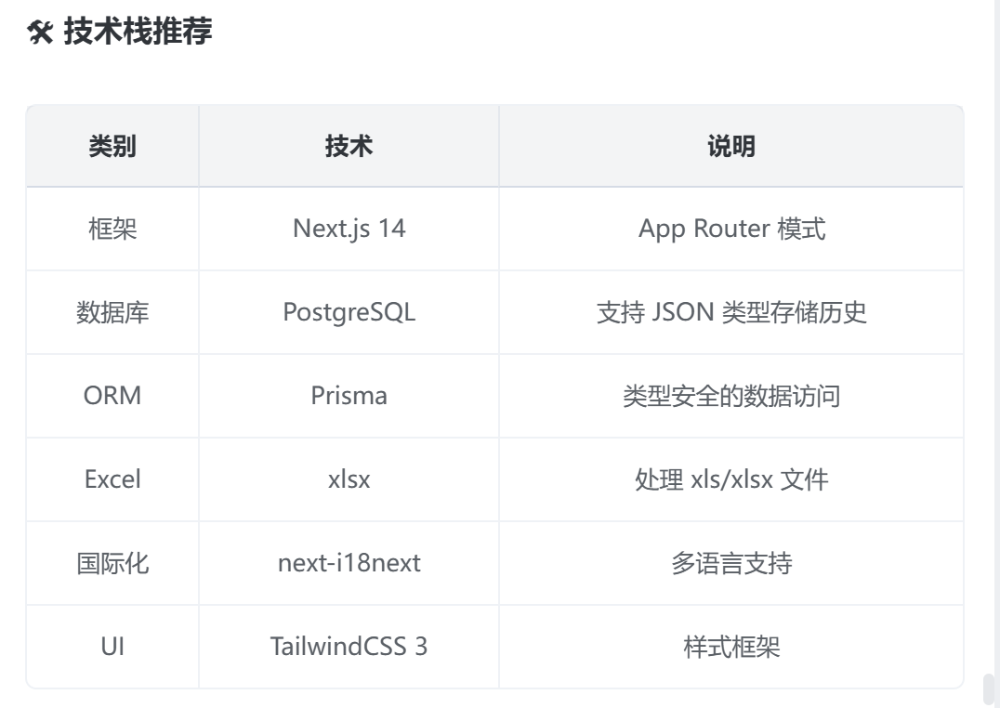 🛠 技术栈推荐
类别 技术 说明
框架 Next.js 14 App Router 模式
数据库 PostgreSQL 支持 JSON 类型存储历史
ORM Prisma 类型安全的数据访问
Excel xlsx 处理 xls/xlsx 文件
国际化 next-i18next 多语言支持
UI TailwindCSS 3 样式框架